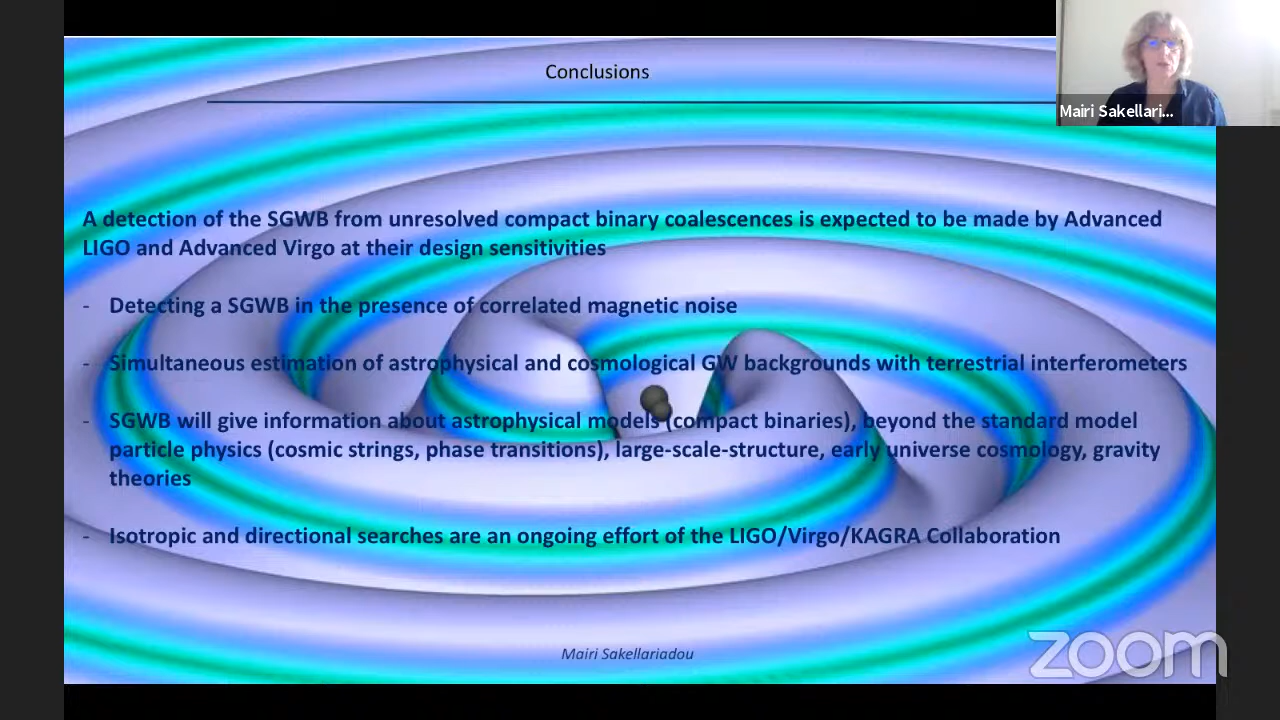 Conclusions
Mairi Sakellari...
A detection of the SGWB from unresolved compact binary coalescences is expected to be made by Advanced
LIGO and Advanced Virgo at their design sensitivities
- Detecting a SGWB in the presence of correlated magnetic noise
- Simultaneous estimation of astrophysical and cosmological GW backgrounds with terrestrial interferometers
- SGWB will give information about astrophysical models (compact binaries), beyond the standard model
particle physics (cosmic strings, phase transitions), large-scale-structure, early universe cosmology, gravity
theories
- Isotropic and directional searches are an ongoing effort of the LIGO/Virgo/KAGRA Collaboration
Mairi Sakellariadou
zoom